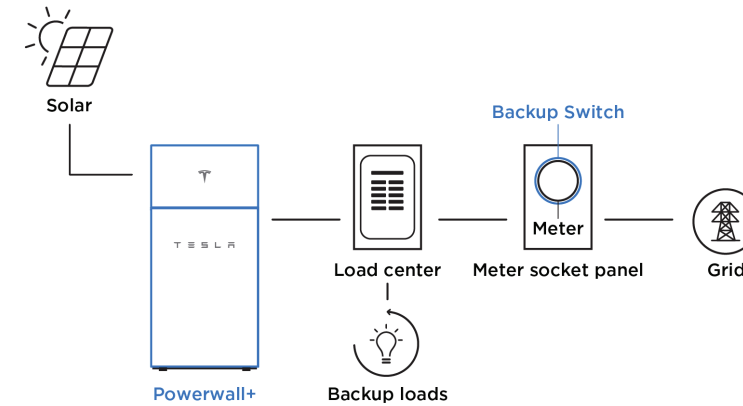 Solar
Backup Switch
TESLA
Meter
Load center
Meter socket panel
Grid
Powerwall+
Backup loads